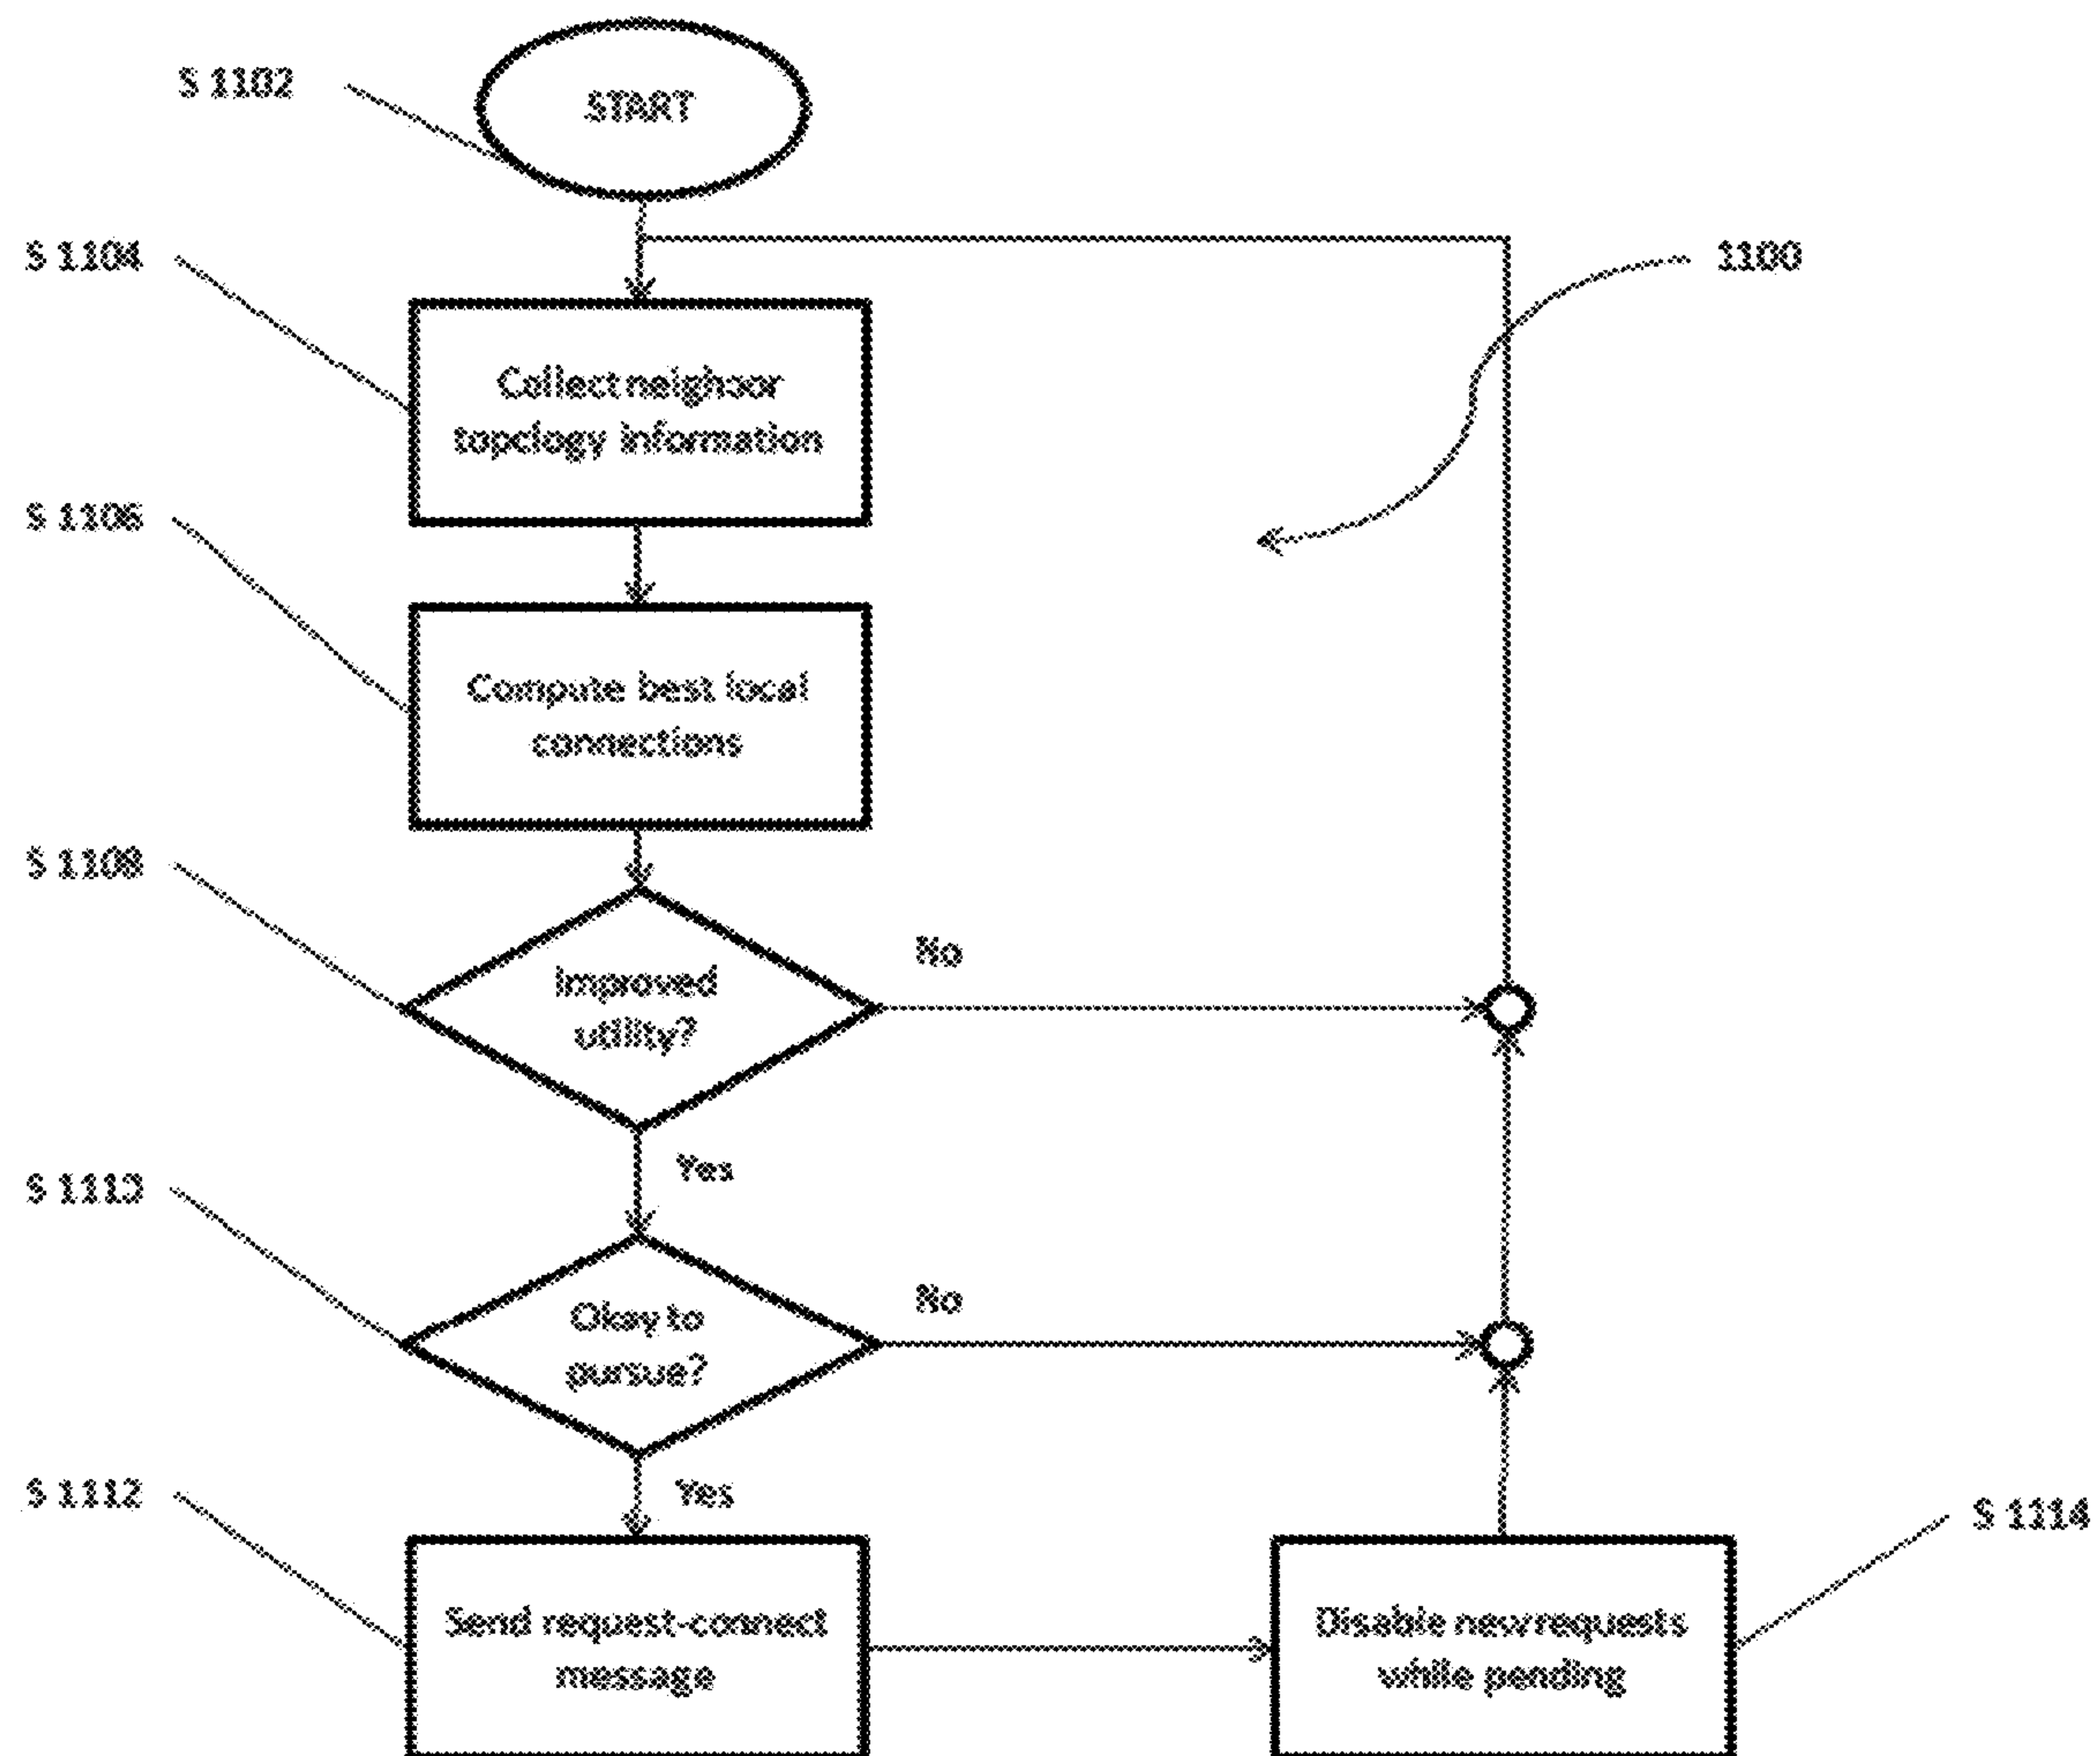 S 1102
START
S 1104
1100
Collect neighbor
topology information
S 1106
Compute best local
connections
S 1108
No
Improved
utility?
Yes
S 1110
No
Okay to
pursue?
Yes
S 1112
S 1114
Send request-connect
message
Disable new requests
while pending